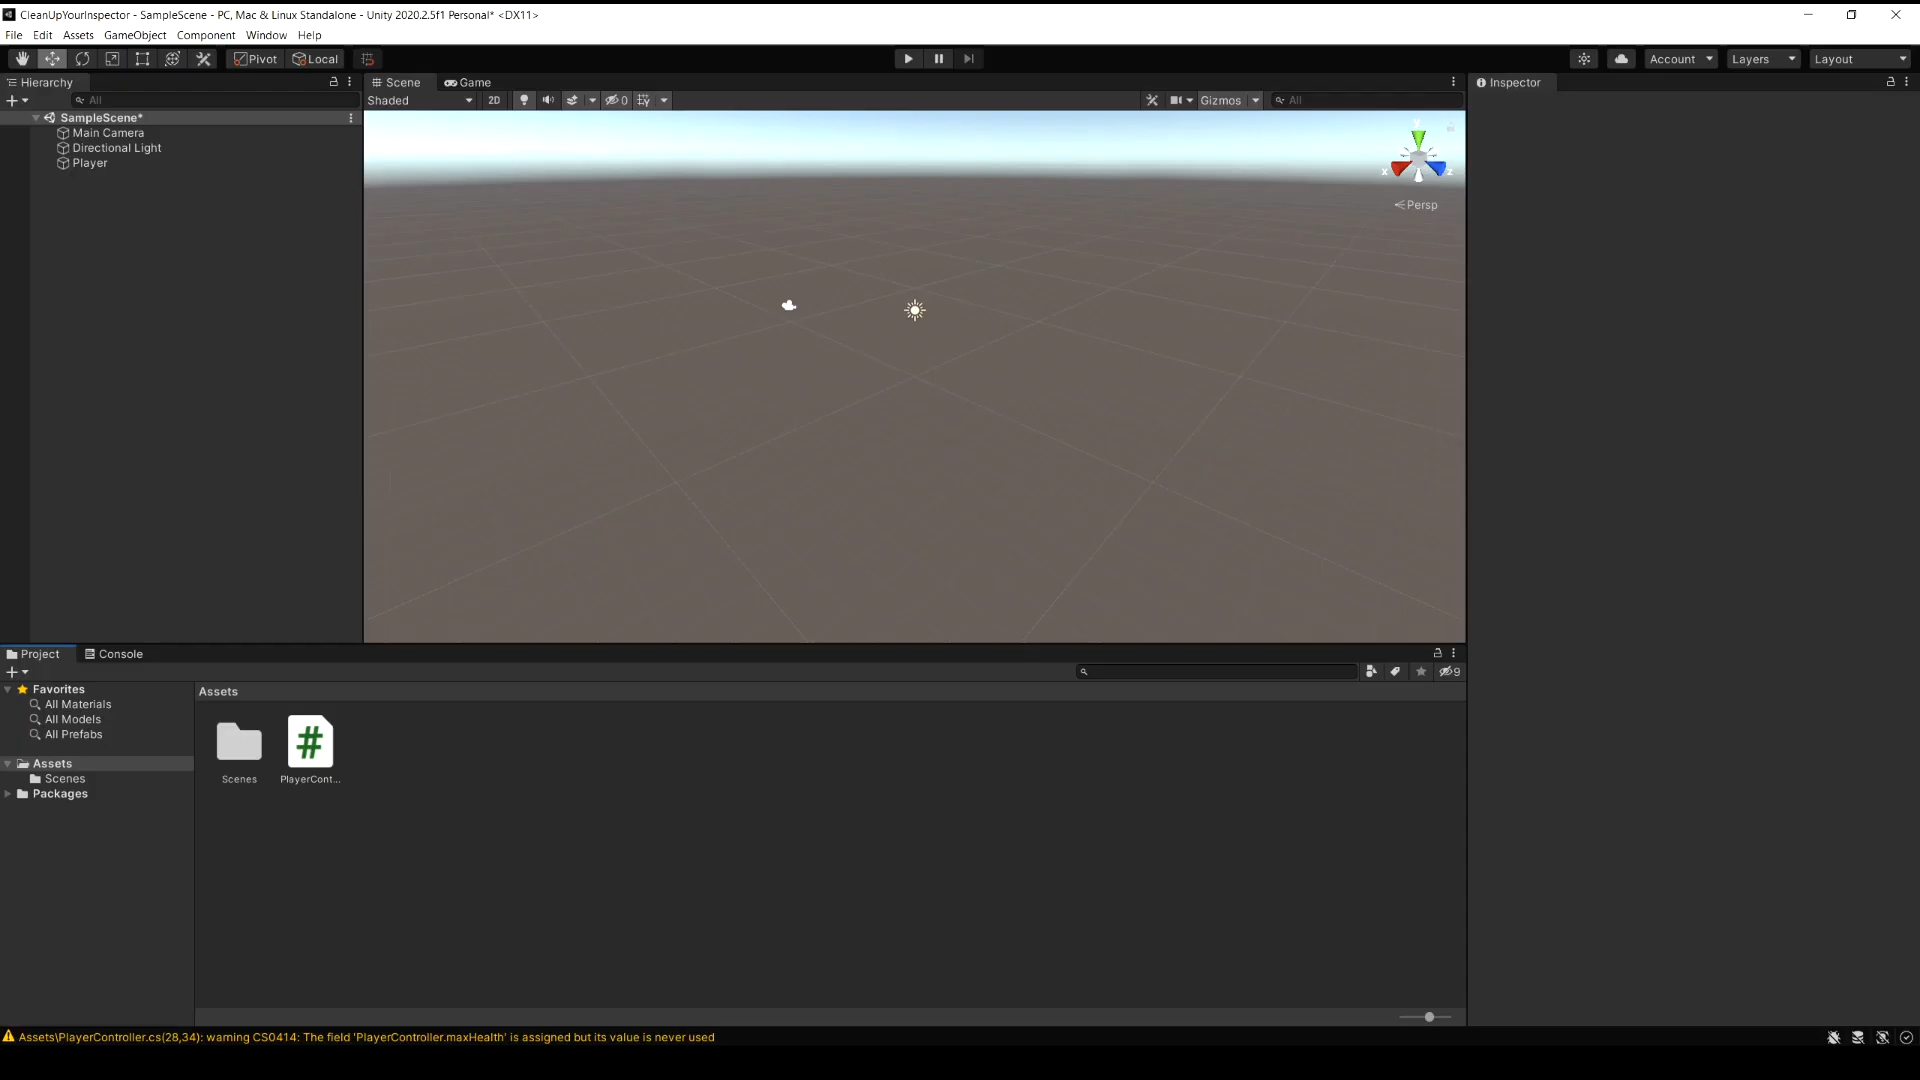 CleanUpYourInspector - SampleScene - PC, Mac & Linux Standalone - Unity 2020.2.5f1 Personal* <DX11>
File Edit Assets GameObject Component Window Help
Pivot Local Account Layers Layout
Hierarchy
All
SampleScene*
Main Camera
Directional Light
Player
Scene Game
Shaded 2D 0 Gizmos All
y
x z
Persp
Inspector
Project Console
9
Favorites
All Materials
All Models
All Prefabs
Assets
Scenes
Packages
Assets
#
Scenes PlayerCont...
Assets\PlayerController.cs(28,34): warning CS0414: The field 'PlayerController.maxHealth' is assigned but its value is never used